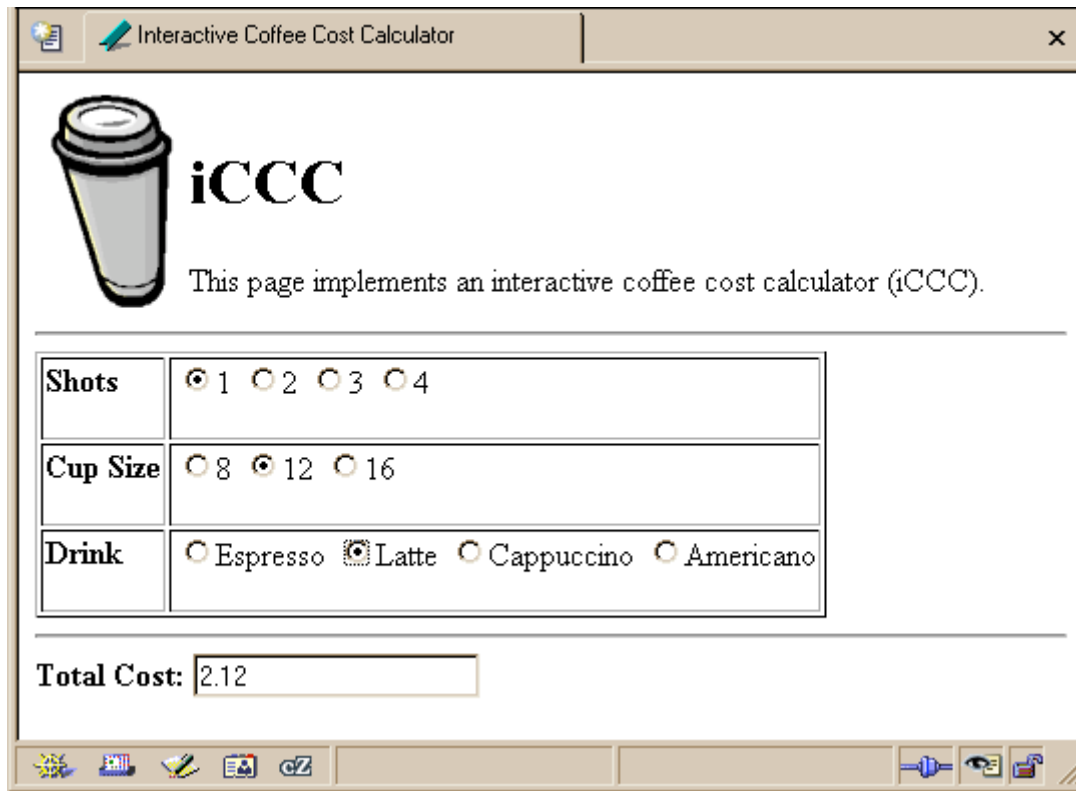 Interactive Coffee Cost Calculator
iCCC
This page implements an interactive coffee cost calculator (iCCC).
Shots 1 2 3 4
Cup Size 8 12 16
Drink Espresso Latte Cappuccino Americano
Total Cost: 2.12
cZ